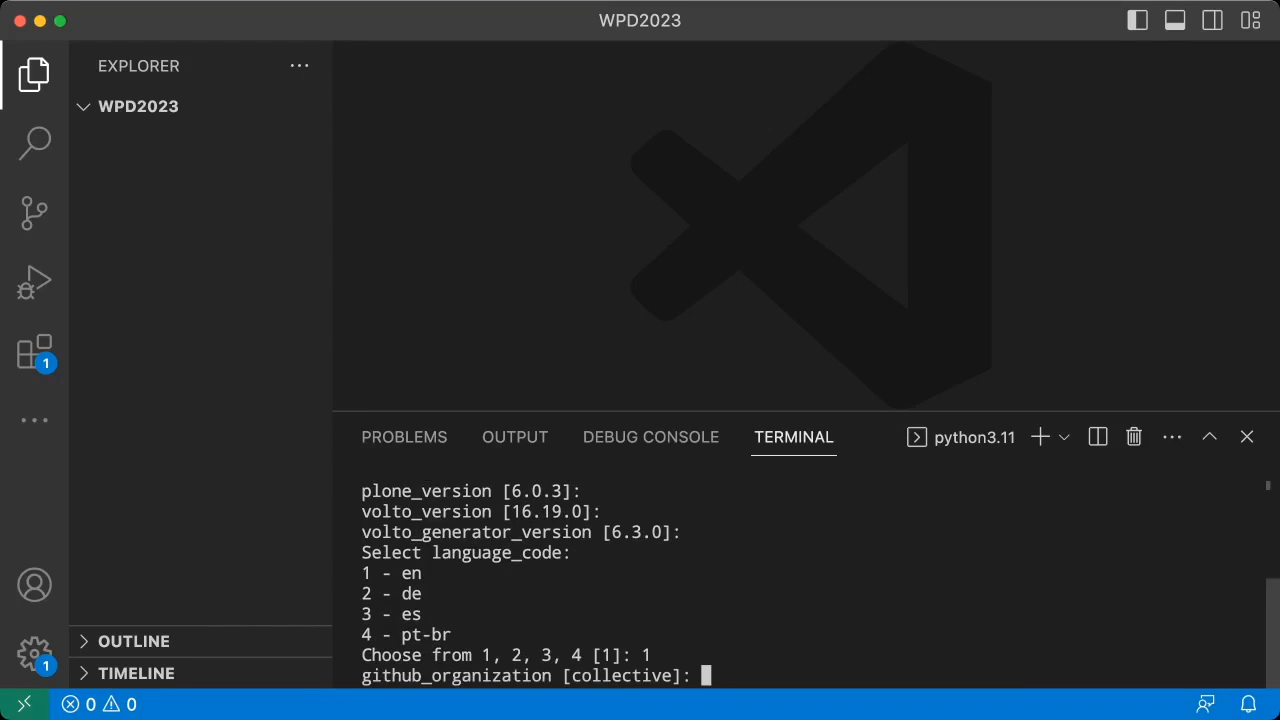 WPD2023
EXPLORER
WPD2023
1
OUTLINE
TIMELINE
1
PROBLEMS OUTPUT DEBUG CONSOLE TERMINAL python3.11
plone_version [6.0.3]:
volto_version [16.19.0]:
volto_generator_version [6.3.0]:
Select language_code:
1 - en
2 - de
3 - es
4 - pt-br
Choose from 1, 2, 3, 4 [1]: 1
github_organization [collective]:
0 0